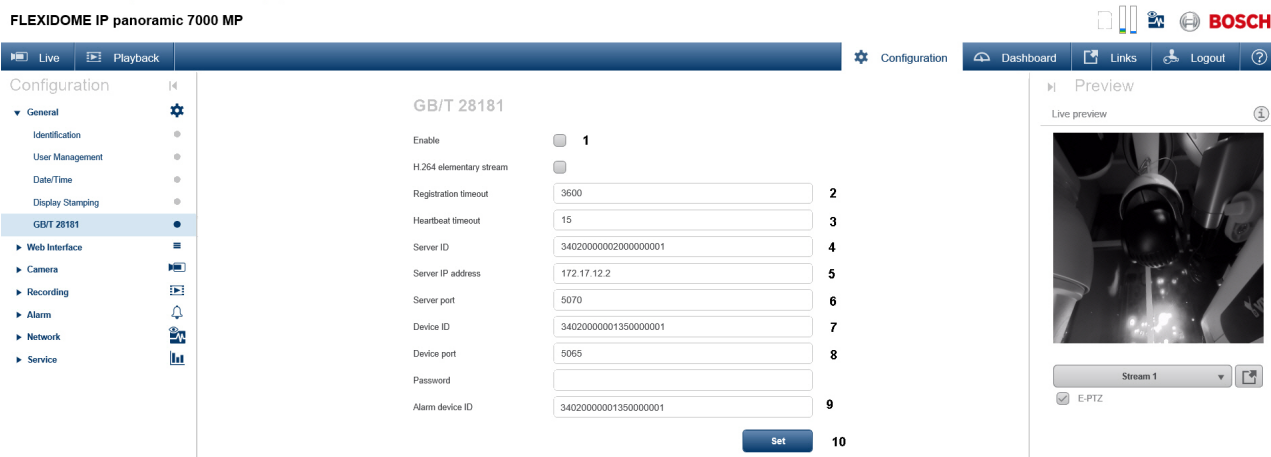 FLEXIDOME IP panoramic 7000 MP
BOSCH
Live Playback Configuration Dashboard Links Logout ?
Configuration
General
Identification
User Management
Date/Time
Display Stamping
GB/T 28181
Web Interface
Camera
Recording
Alarm
Network
Service
GB/T 28181
Enable 1
H.264 elementary stream
Registration timeout 3600 2
Heartbeat timeout 15 3
Server ID 34020000002000000001 4
Server IP address 172.17.12.2 5
Server port 5070 6
Device ID 34020000001350000001 7
Device port 5065 8
Password
Alarm device ID 34020000001350000001 9
Set 10
Preview
Live preview i
Stream 1
E-PTZ